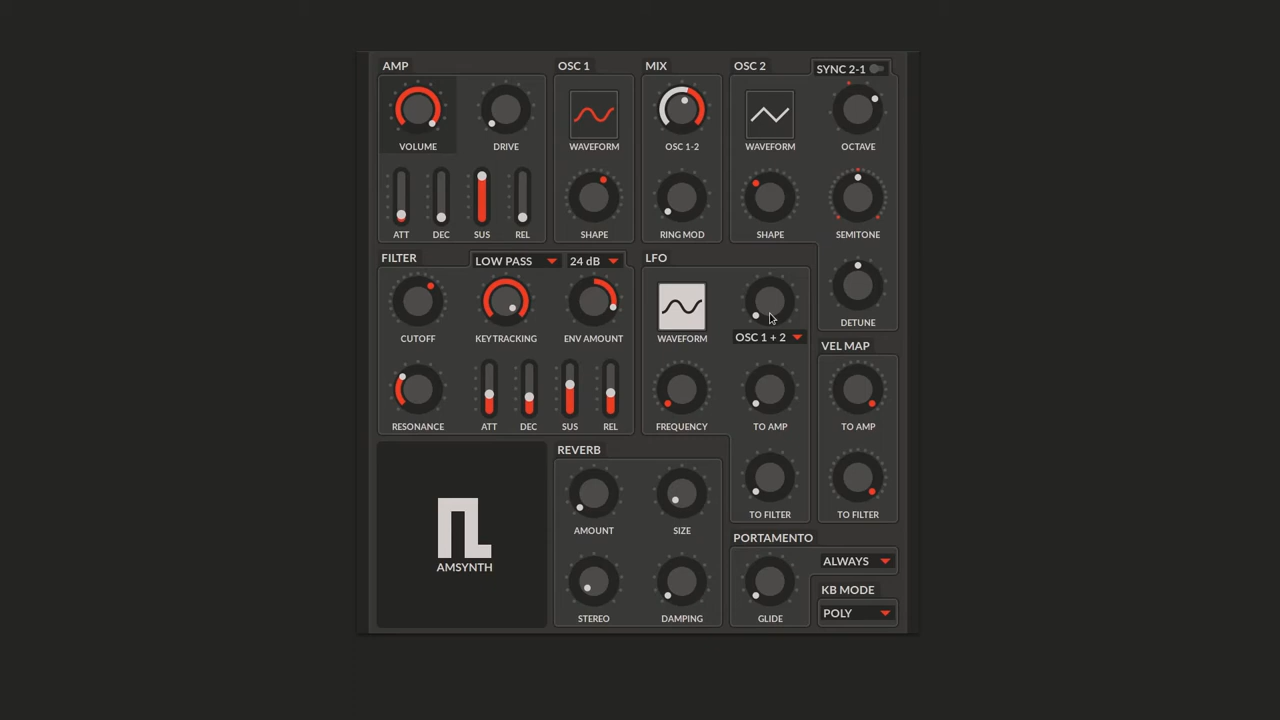 AMP
OSC 1
MIX
OSC 2
SYNC 2-1
VOLUME
DRIVE
WAVEFORM
OSC 1-2
WAVEFORM
OCTAVE
ATT
DEC
SUS
REL
SHAPE
RING MOD
SHAPE
SEMITONE
FILTER
LOW PASS
24 dB
LFO
CUTOFF
KEY TRACKING
ENV AMOUNT
WAVEFORM
OSC 1 + 2
DETUNE
VEL MAP
RESONANCE
ATT
DEC
SUS
REL
FREQUENCY
TO AMP
TO AMP
AMSYNTH
REVERB
AMOUNT
SIZE
TO FILTER
TO FILTER
PORTAMENTO
ALWAYS
STEREO
DAMPING
GLIDE
KB MODE
POLY